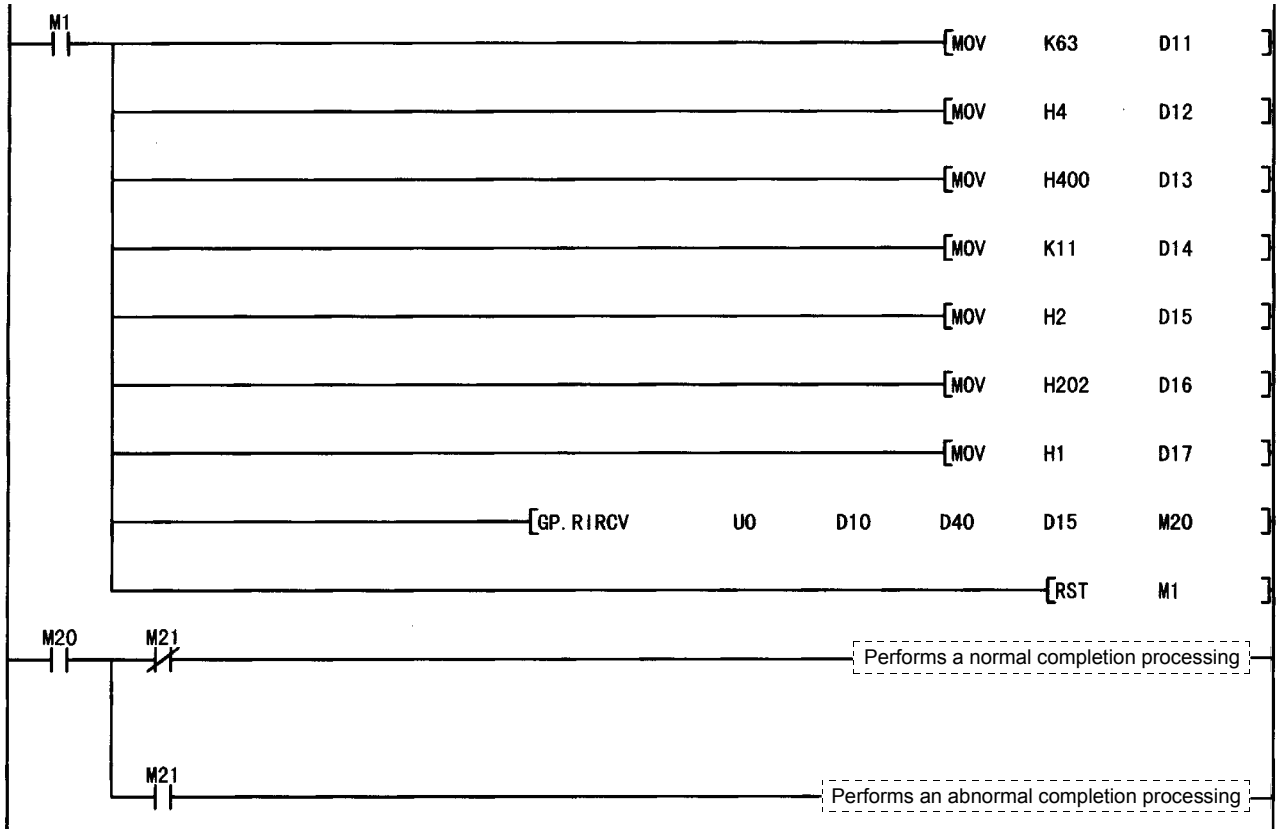 M1
MOV K63 D11
MOV H4 D12
MOV H400 D13
MOV K11 D14
MOV H2 D15
MOV H202 D16
MOV H1 D17
GP.RIRCV U0 D10 D40 D15 M20
RST M1
M20 M21
Performs a normal completion processing
M21
Performs an abnormal completion processing